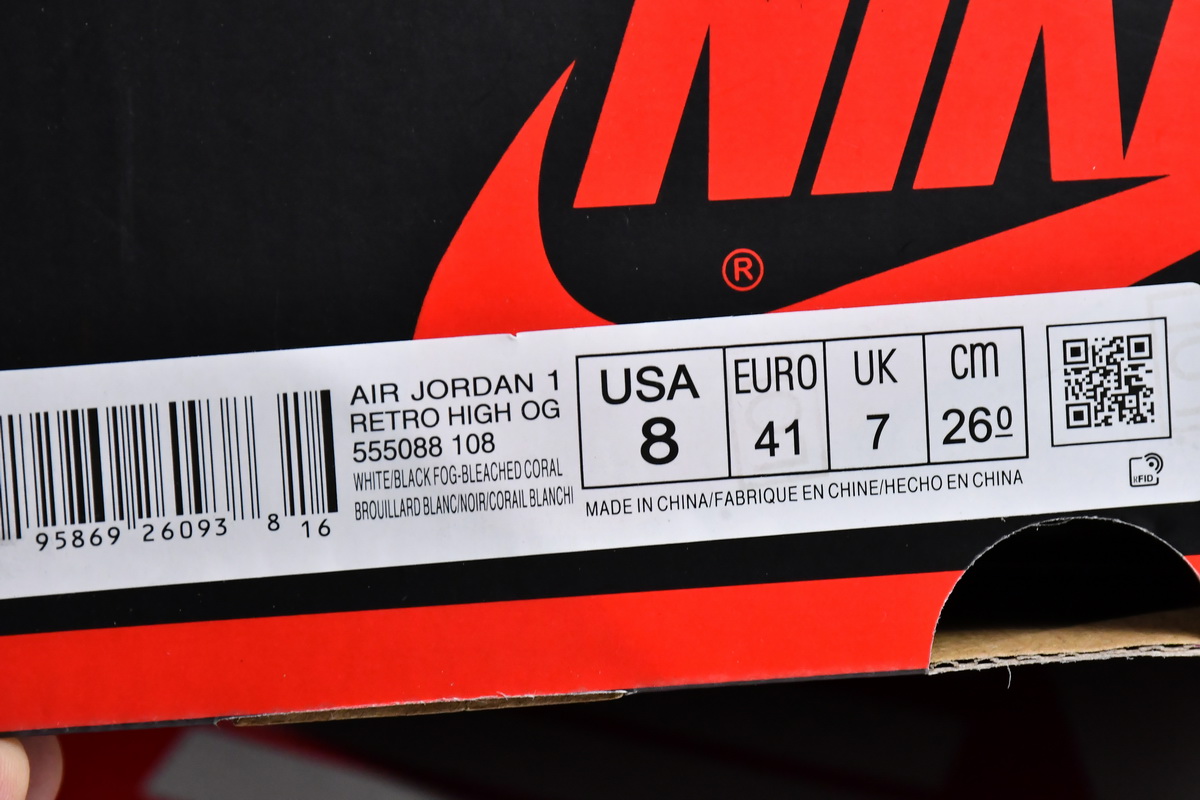 NIK
®
AIR JORDAN 1
RETRO HIGH OG
555088 108
WHITE/BLACK FOG-BLEACHED CORAL
BROUILLARD BLANC/NOIR/CORAIL BLANCHI
95869 26093 8 16
USA EURO UK cm
8 41 7 26 0
MADE IN CHINA/FABRIQUE EN CHINE/HECHO EN CHINA
RFID